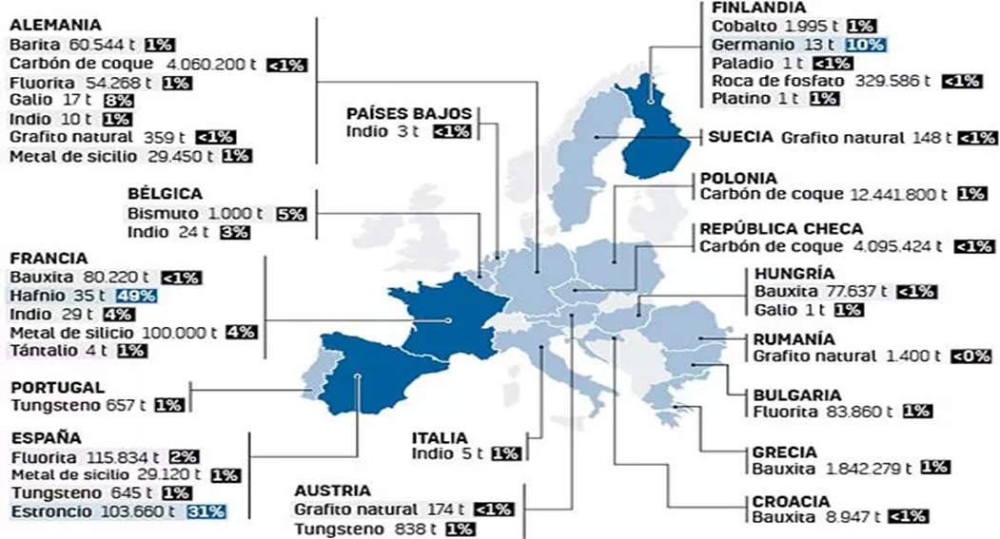 ALEMANIA
Barita 60.544 t 1%
Carbón de coque 4.060.200 t <1%
Fluorita 54.268 t 1%
Galio 17 t 8%
Indio 10 t 1%
Grafito natural 359 t <1%
Metal de sicilio 29.450 t 1%
PAÍSES BAJOS
Indio 3 t <1%
BÉLGICA
Bismuto 1.000 t 5%
Indio 24 t 3%
FRANCIA
Bauxita 80.220 t <1%
Hafnio 35 t 49%
Indio 29 t 4%
Metal de silicio 100.000 t 4%
Tántalio 4 t 1%
PORTUGAL
Tungsteno 657 t 1%
ESPAÑA
Fluorita 115.834 t 2%
Metal de sicilio 29.120 t 1%
Tungsteno 645 t 1%
Estroncio 103.660 t 31%
ITALIA
Indio 5 t 1%
AUSTRIA
Grafito natural 174 t <1%
Tungsteno 838 t 1%
FINLANDIA
Cobalto 1.995 t 1%
Germanio 13 t 10%
Paladio 1 t <1%
Roca de fosfato 329.586 t <1%
Platino 1 t 1%
SUECIA Grafito natural 148 t <1%
POLONIA
Carbón de coque 12.441.800 t 1%
REPÚBLICA CHECA
Carbón de coque 4.095.424 t <1%
HUNGRÍA
Bauxita 77.637 t <1%
Galio 1 t 1%
RUMANÍA
Grafito natural 1.400 t <0%
BULGARIA
Fluorita 83.860 t 1%
GRECIA
Bauxita 1.842.279 t 1%
CROACIA
Bauxita 8.947 t <1%